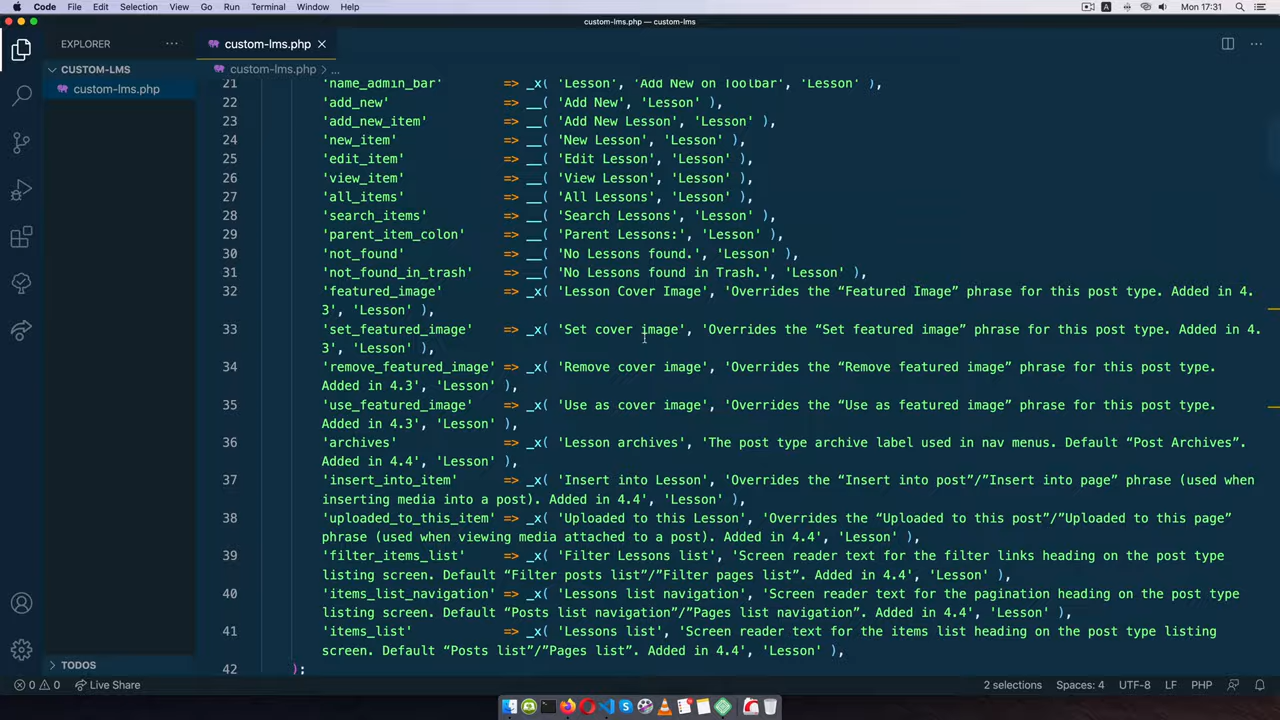 Code File Edit Selection View Go Run Terminal Window Help
A Mon 17:31
custom-lms.php — custom-lms
EXPLORER
custom-lms.php
CUSTOM-LMS
custom-lms.php
custom-lms.php > ...
21 'name_admin_bar' => _x( 'Lesson', 'Add New on Toolbar', 'Lesson' ),
22 'add_new' => __( 'Add New', 'Lesson' ),
23 'add_new_item' => __( 'Add New Lesson', 'Lesson' ),
24 'new_item' => __( 'New Lesson', 'Lesson' ),
25 'edit_item' => __( 'Edit Lesson', 'Lesson' ),
26 'view_item' => __( 'View Lesson', 'Lesson' ),
27 'all_items' => __( 'All Lessons', 'Lesson' ),
28 'search_items' => __( 'Search Lessons', 'Lesson' ),
29 'parent_item_colon' => __( 'Parent Lessons:', 'Lesson' ),
30 'not_found' => __( 'No Lessons found.', 'Lesson' ),
31 'not_found_in_trash' => __( 'No Lessons found in Trash.', 'Lesson' ),
32 'featured_image' => _x( 'Lesson Cover Image', 'Overrides the “Featured Image” phrase for this post type. Added in 4.
3', 'Lesson' ),
33 'set_featured_image' => _x( 'Set cover image', 'Overrides the “Set featured image” phrase for this post type. Added in 4.
3', 'Lesson' ),
34 'remove_featured_image' => _x( 'Remove cover image', 'Overrides the “Remove featured image” phrase for this post type.
Added in 4.3', 'Lesson' ),
35 'use_featured_image' => _x( 'Use as cover image', 'Overrides the “Use as featured image” phrase for this post type.
Added in 4.3', 'Lesson' ),
36 'archives' => _x( 'Lesson archives', 'The post type archive label used in nav menus. Default “Post Archives”.
Added in 4.4', 'Lesson' ),
37 'insert_into_item' => _x( 'Insert into Lesson', 'Overrides the “Insert into post”/”Insert into page” phrase (used when
inserting media into a post). Added in 4.4', 'Lesson' ),
38 'uploaded_to_this_item' => _x( 'Uploaded to this Lesson', 'Overrides the “Uploaded to this post”/”Uploaded to this page”
phrase (used when viewing media attached to a post). Added in 4.4', 'Lesson' ),
39 'filter_items_list' => _x( 'Filter Lessons list', 'Screen reader text for the filter links heading on the post type
listing screen. Default “Filter posts list”/”Filter pages list”. Added in 4.4', 'Lesson' ),
40 'items_list_navigation' => _x( 'Lessons list navigation', 'Screen reader text for the pagination heading on the post type
listing screen. Default “Posts list navigation”/”Pages list navigation”. Added in 4.4', 'Lesson' ),
41 'items_list' => _x( 'Lessons list', 'Screen reader text for the items list heading on the post type listing
screen. Default “Posts list”/”Pages list”. Added in 4.4', 'Lesson' ),
42 );
TODOS
0 0 Live Share
2 selections Spaces: 4 UTF-8 LF PHP